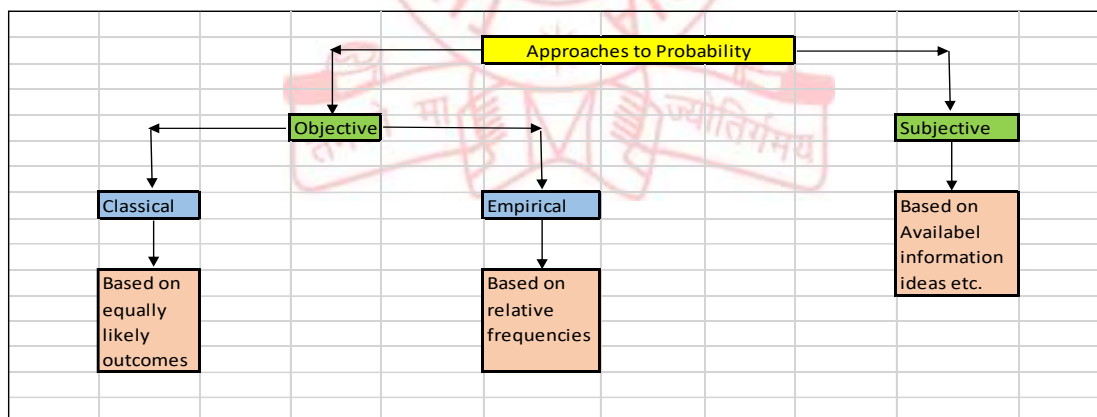 Approaches to Probability
Objective
Subjective
Classical
Empirical
Based on
Availabel
information
ideas etc.
Based on
equally
likely
outcomes
Based on
relative
frequencies
मा
ज्योतिर्गमय